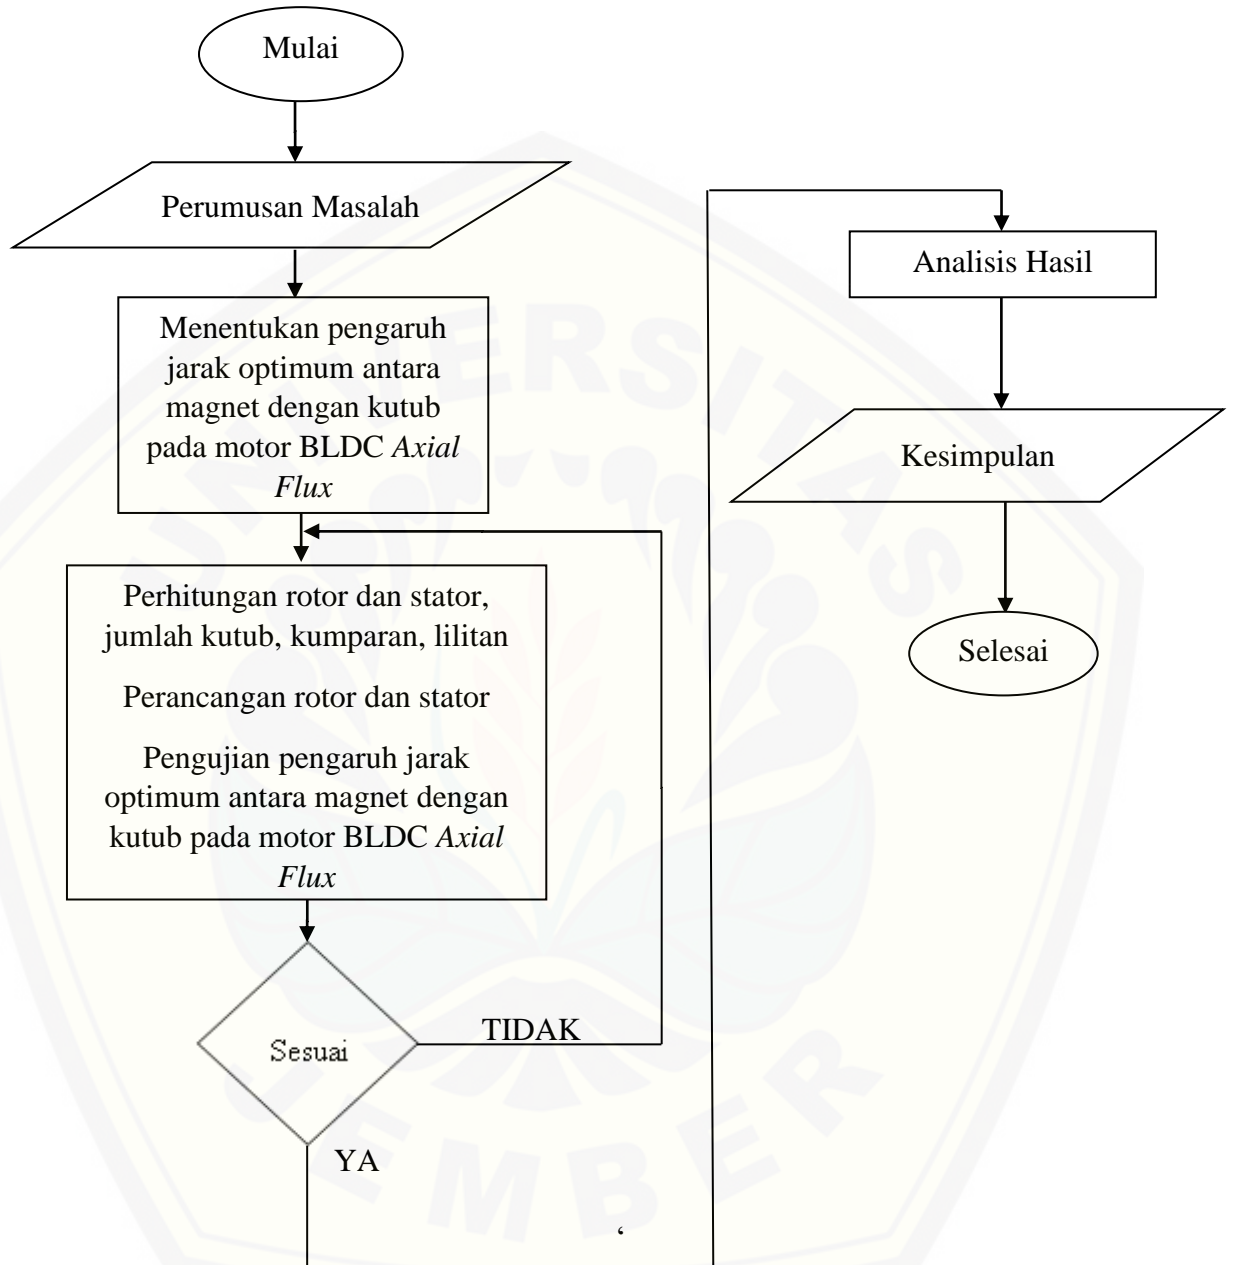 Mulai
Perumusan Masalah
Menentukan pengaruh
jarak optimum antara
magnet dengan kutub
pada motor BLDC Axial
Flux
Perhitungan rotor dan stator,
jumlah kutub, kumparan, lilitan
Perancangan rotor dan stator
Pengujian pengaruh jarak
optimum antara magnet dengan
kutub pada motor BLDC Axial
Flux
Sesuai
TIDAK
YA
‘
Analisis Hasil
Kesimpulan
Selesai
UNIVERSITAS
JEMBER